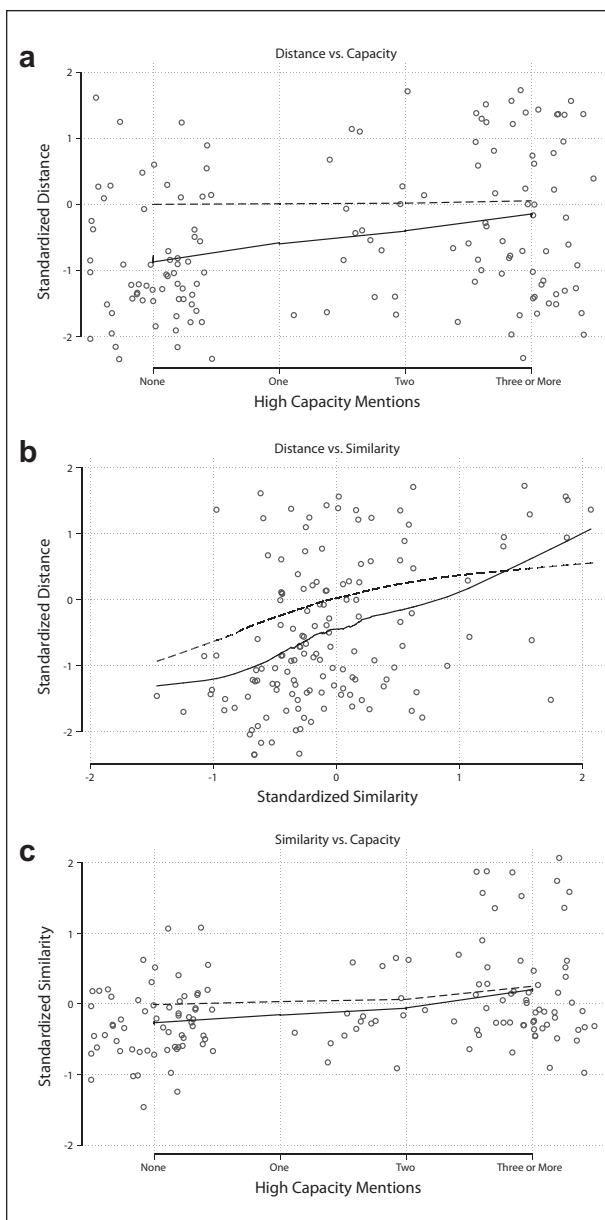 a
Distance vs. Capacity
2
1
0
-1
-2
Standardized Distance
None
One
Two
Three or More
High Capacity Mentions
b
Distance vs. Similarity
2
1
0
-1
-2
Standardized Distance
-2
-1
0
1
2
Standardized Similarity
c
Similarity vs. Capacity
2
1
0
-1
-2
Standardized Similarity
None
One
Two
Three or More
High Capacity Mentions